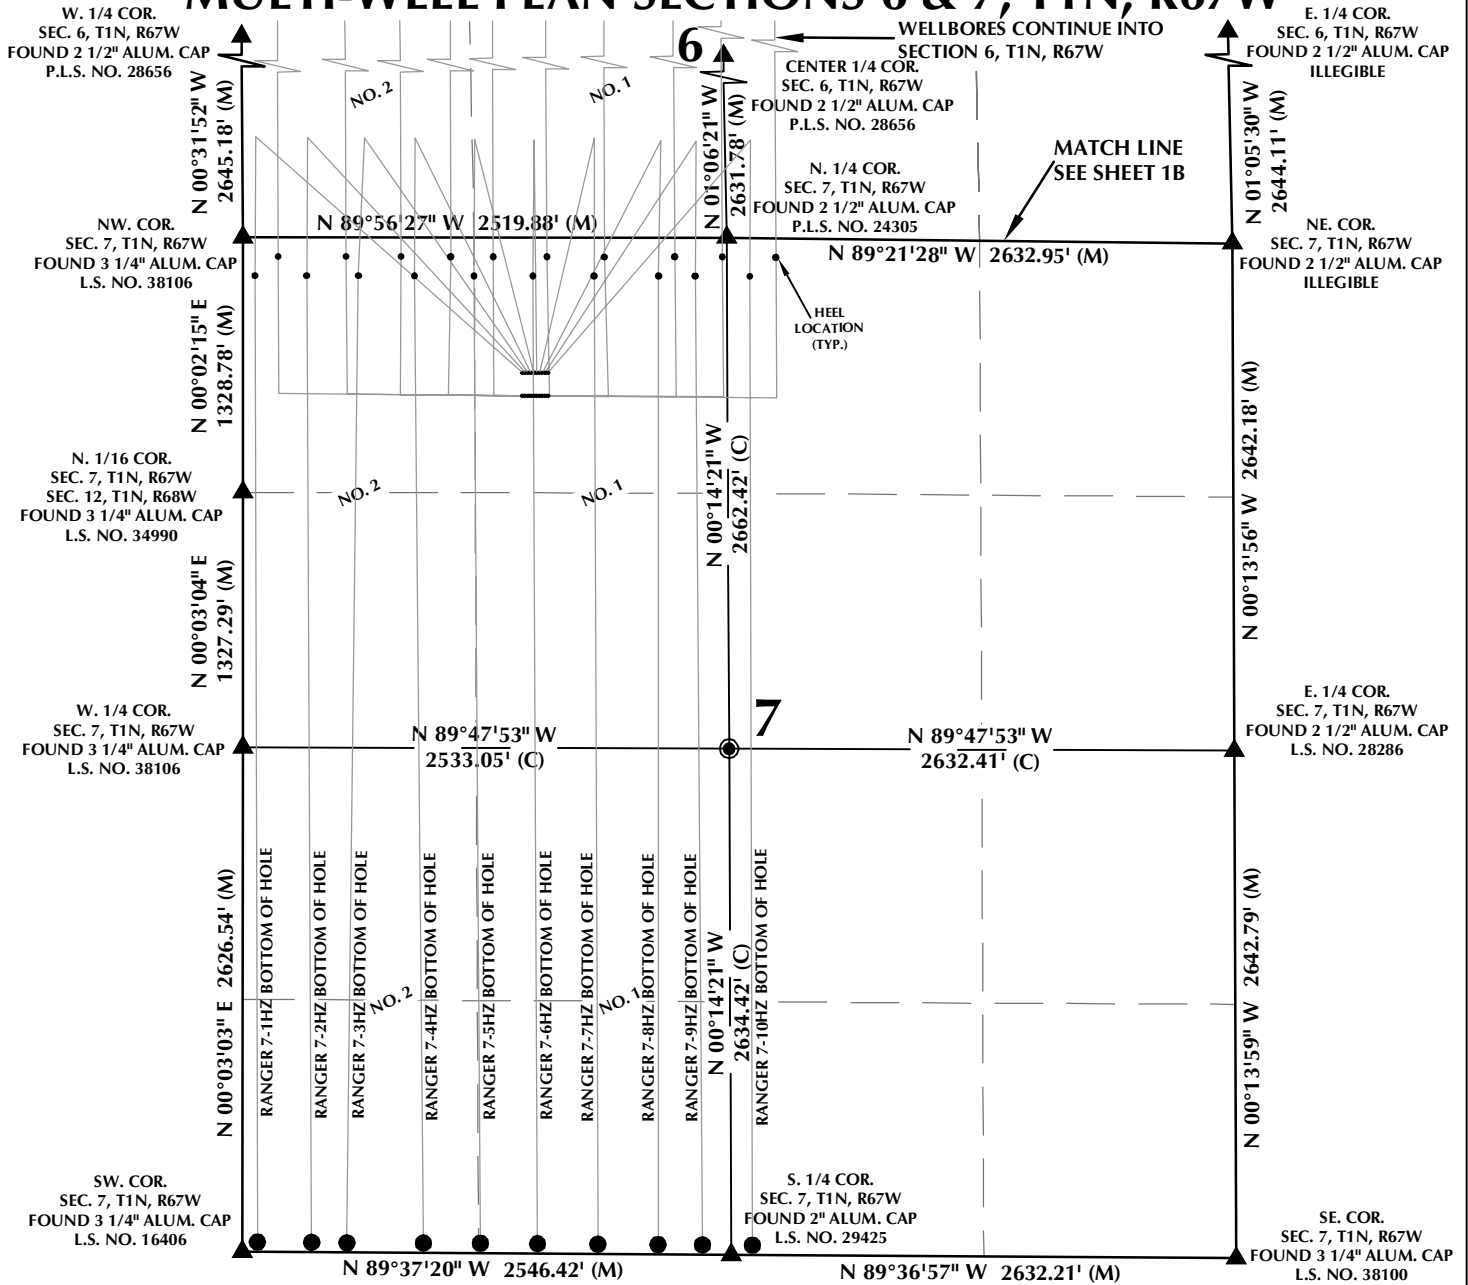 MULTI-WELL PLAN SECTIONS 6 & 7, T1N, R67W
W. 1/4 COR.
SEC. 6, T1N, R67W
FOUND 2 1/2" ALUM. CAP
P.L.S. NO. 28656
6
WELLBORES CONTINUE INTO
SECTION 6, T1N, R67W
E. 1/4 COR.
SEC. 6, T1N, R67W
FOUND 2 1/2" ALUM. CAP
ILLEGIBLE
CENTER 1/4 COR.
SEC. 6, T1N, R67W
FOUND 2 1/2" ALUM. CAP
P.L.S. NO. 28656
NO. 2
NO. 1
N 00°31'52" W
2645.18' (M)
N 01°06'21" W
2631.78' (M)
N 01°05'30" W
2644.11' (M)
MATCH LINE
SEE SHEET 1B
N. 1/4 COR.
SEC. 7, T1N, R67W
FOUND 2 1/2" ALUM. CAP
P.L.S. NO. 24305
NW. COR.
SEC. 7, T1N, R67W
FOUND 3 1/4" ALUM. CAP
L.S. NO. 38106
N 89°56'27" W 2519.88' (M)
N 89°21'28" W 2632.95' (M)
NE. COR.
SEC. 7, T1N, R67W
FOUND 2 1/2" ALUM. CAP
ILLEGIBLE
HEEL
LOCATION
(TYP.)
N 00°02'15" E
1328.78' (M)
N 00°14'21" W
2662.42' (C)
N 00°13'56" W 2642.18' (M)
N. 1/16 COR.
SEC. 7, T1N, R67W
SEC. 12, T1N, R68W
FOUND 3 1/4" ALUM. CAP
L.S. NO. 34990
NO. 2
NO. 1
N 00°03'04" E
1327.29' (M)
W. 1/4 COR.
SEC. 7, T1N, R67W
FOUND 3 1/4" ALUM. CAP
L.S. NO. 38106
N 89°47'53" W
2533.05' (C)
7
N 89°47'53" W
2632.41' (C)
E. 1/4 COR.
SEC. 7, T1N, R67W
FOUND 2 1/2" ALUM. CAP
L.S. NO. 28286
N 00°03'03" E 2626.54' (M)
RANGER 7-1HZ BOTTOM OF HOLE
RANGER 7-2HZ BOTTOM OF HOLE
RANGER 7-3HZ BOTTOM OF HOLE
RANGER 7-4HZ BOTTOM OF HOLE
RANGER 7-5HZ BOTTOM OF HOLE
RANGER 7-6HZ BOTTOM OF HOLE
RANGER 7-7HZ BOTTOM OF HOLE
RANGER 7-8HZ BOTTOM OF HOLE
RANGER 7-9HZ BOTTOM OF HOLE
N 00°14'21" W
2634.42' (C)
RANGER 7-10HZ BOTTOM OF HOLE
N 00°13'59" W 2642.79' (M)
NO. 2
NO. 1
SW. COR.
SEC. 7, T1N, R67W
FOUND 3 1/4" ALUM. CAP
L.S. NO. 16406
S. 1/4 COR.
SEC. 7, T1N, R67W
FOUND 2" ALUM. CAP
L.S. NO. 29425
SE. COR.
SEC. 7, T1N, R67W
FOUND 3 1/4" ALUM. CAP
L.S. NO. 38100
N 89°37'20" W 2546.42' (M)
N 89°36'57" W 2632.21' (M)